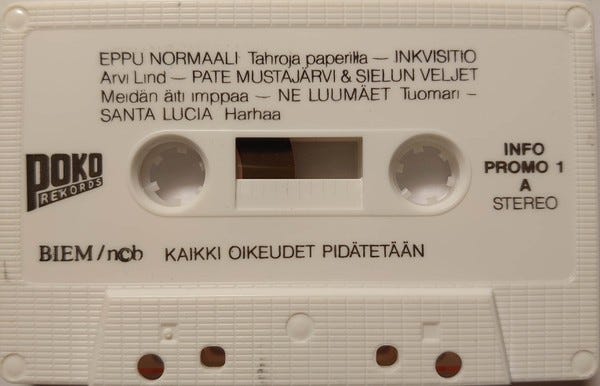 EPPU NORMAALI Tahroja paperilla – INKVISITIO
Arvi Lind – PATE MUSTAJÄRVI & SIELUN VELJET
Meidän äiti imppaa – NE LUUMÄET Tuomari –
SANTA LUCIA Harhaa
POKO
REKORDS
INFO
PROMO 1
A
STEREO
BIEM/ncb KAIKKI OIKEUDET PIDÄTETÄÄN